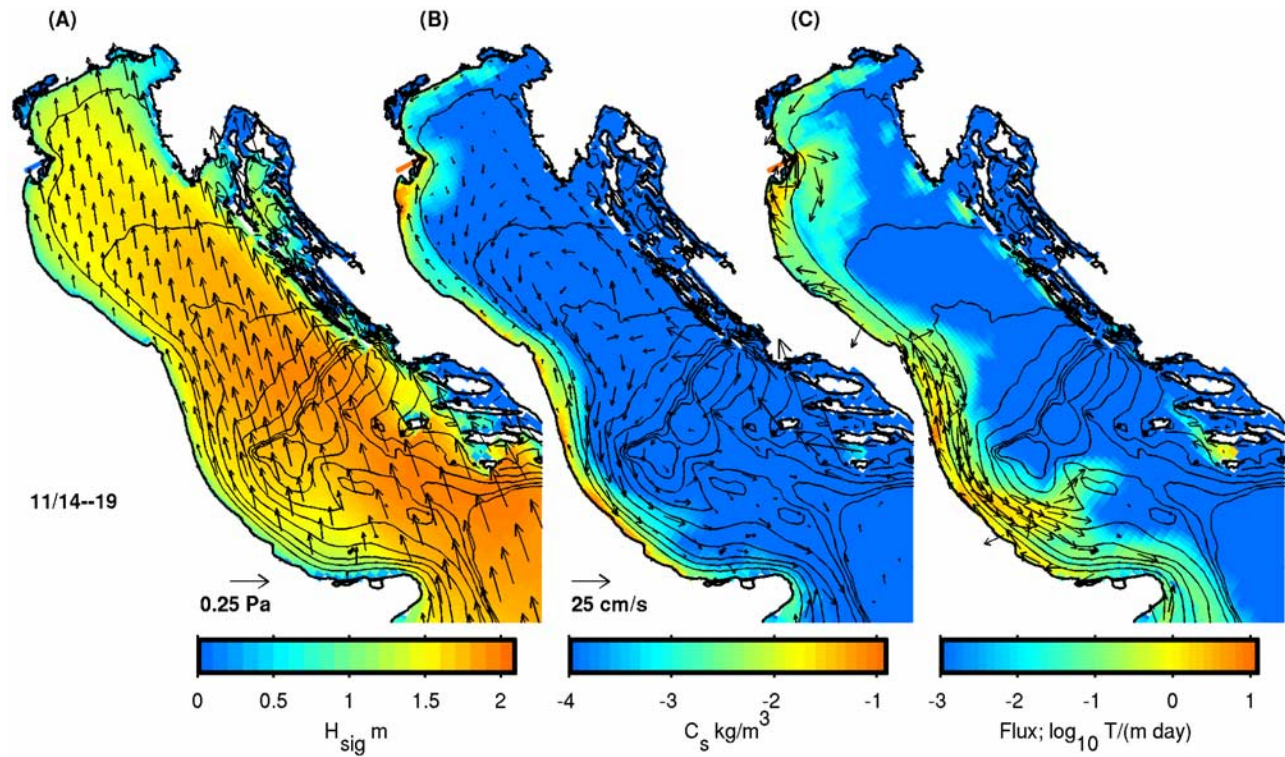 (A) (B) (C)
11/14--19
0.25 Pa 25 cm/s
0 0.5 1 1.5 2 -4 -3 -2 -1 -3 -2 -1 0 1
H_sig m C_s kg/m^3 Flux; log_10 T/(m day)